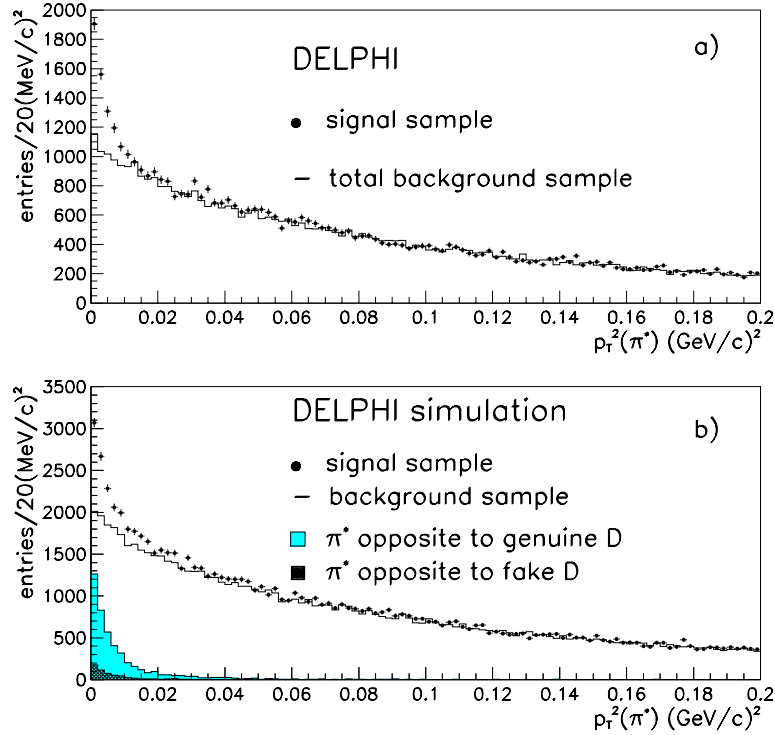 2000
1800
1600
1400
1200
1000
800
600
400
200
0
entries/20(MeV/c)²
DELPHI
a)
signal sample
– total background sample
0 0.02 0.04 0.06 0.08 0.1 0.12 0.14 0.16 0.18 0.2
p_T²(π*) (GeV/c)²
3500
3000
2500
2000
1500
1000
500
0
entries/20(MeV/c)²
DELPHI simulation
b)
signal sample
– background sample
π* opposite to genuine D
π* opposite to fake D
0 0.02 0.04 0.06 0.08 0.1 0.12 0.14 0.16 0.18 0.2
p_T²(π*) (GeV/c)²